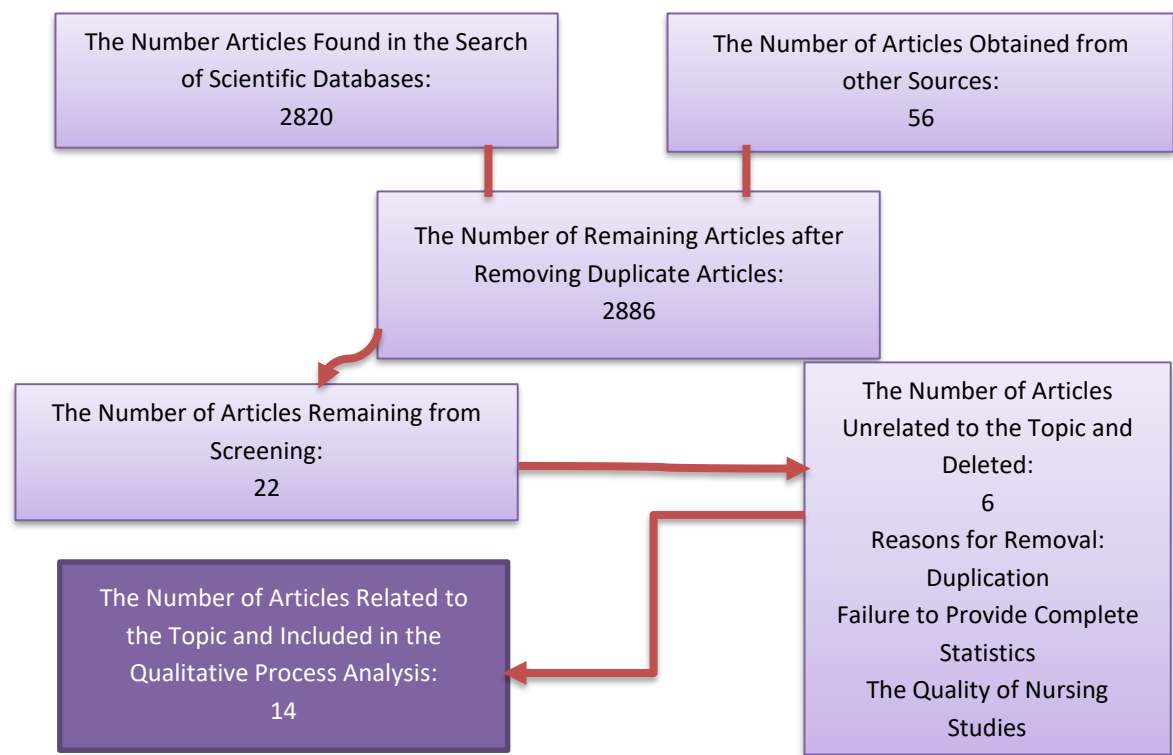 The Number Articles Found in the Search
of Scientific Databases:
2820
The Number of Articles Obtained from
other Sources:
56
The Number of Remaining Articles after
Removing Duplicate Articles:
2886
The Number of Articles Remaining from
Screening:
22
The Number of Articles
Unrelated to the Topic and
Deleted:
6
Reasons for Removal:
Duplication
Failure to Provide Complete
Statistics
The Quality of Nursing
Studies
The Number of Articles Related to
the Topic and Included in the
Qualitative Process Analysis:
14